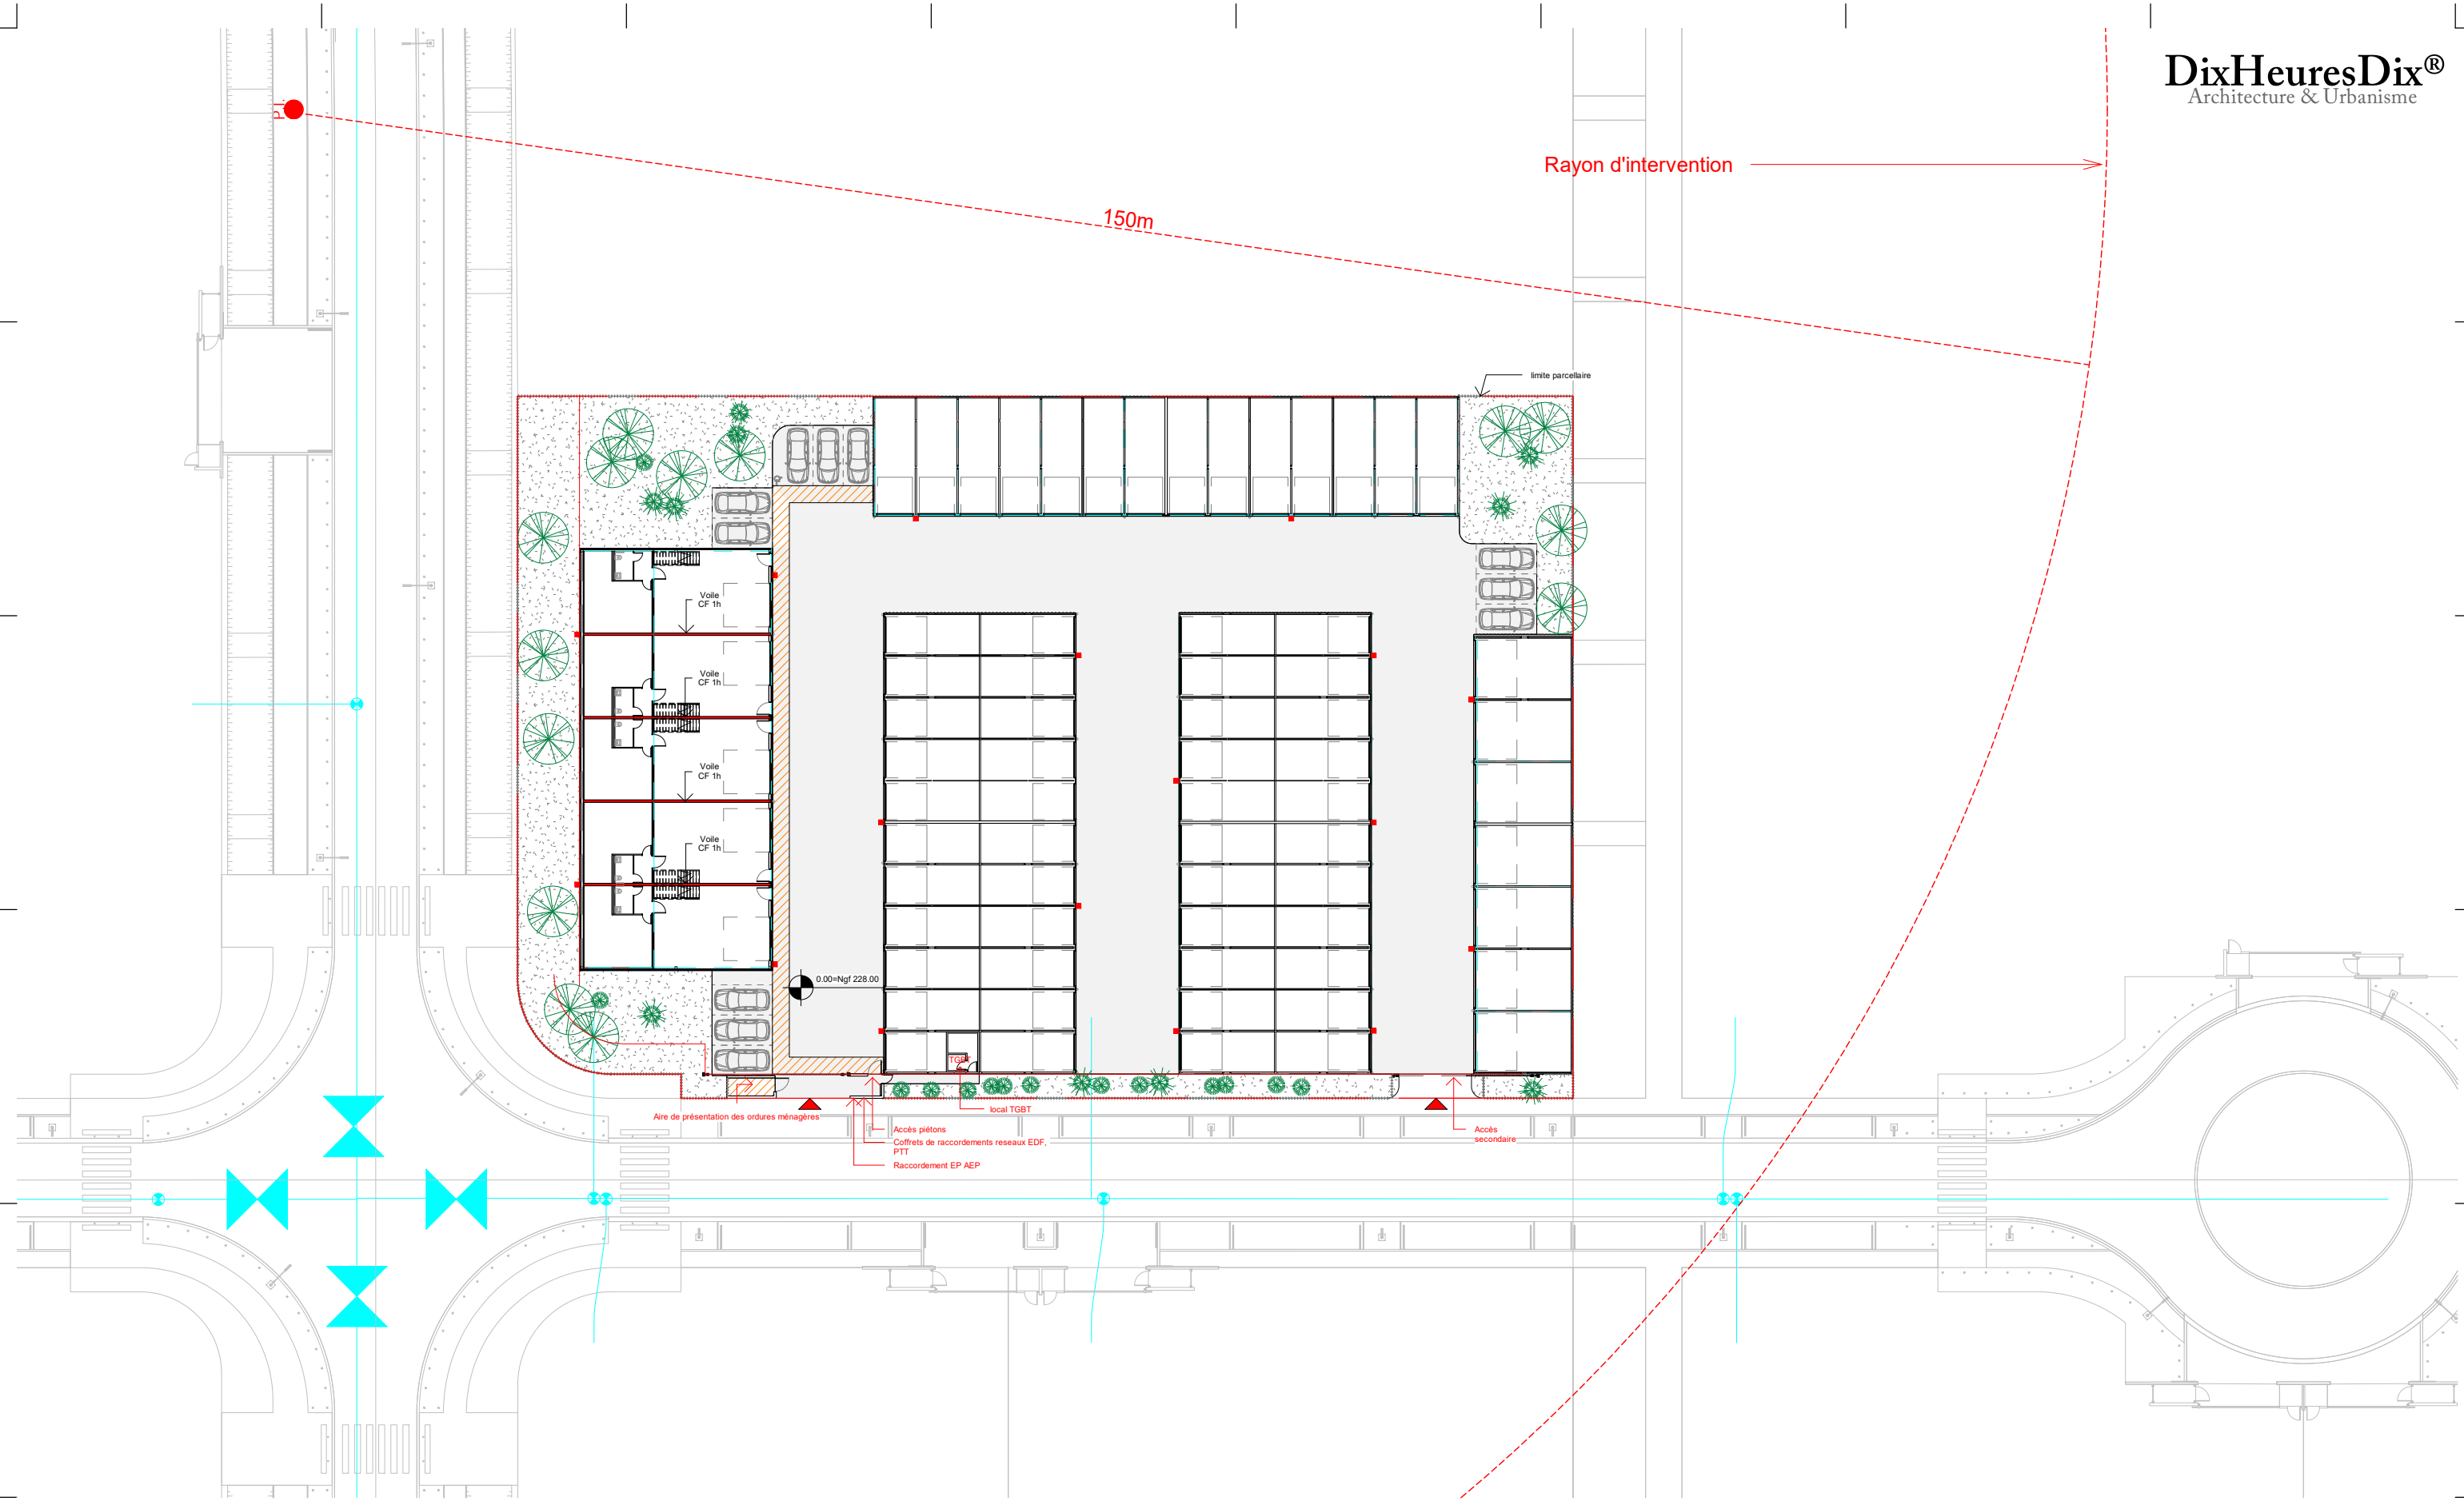 DixHeuresDix®
Architecture & Urbanisme
Rayon d'intervention
150m
limite parcellaire
Voile
CF 1h
Voile
CF 1h
Voile
CF 1h
Voile
CF 1h
0.00=Ngf 228.00
TGBT
local TGBT
Aire de présentation des ordures ménagères
Accès piétons
Coffrets de raccordements reseaux EDF,
PTT
Raccordement EP AEP
Accès
secondaire